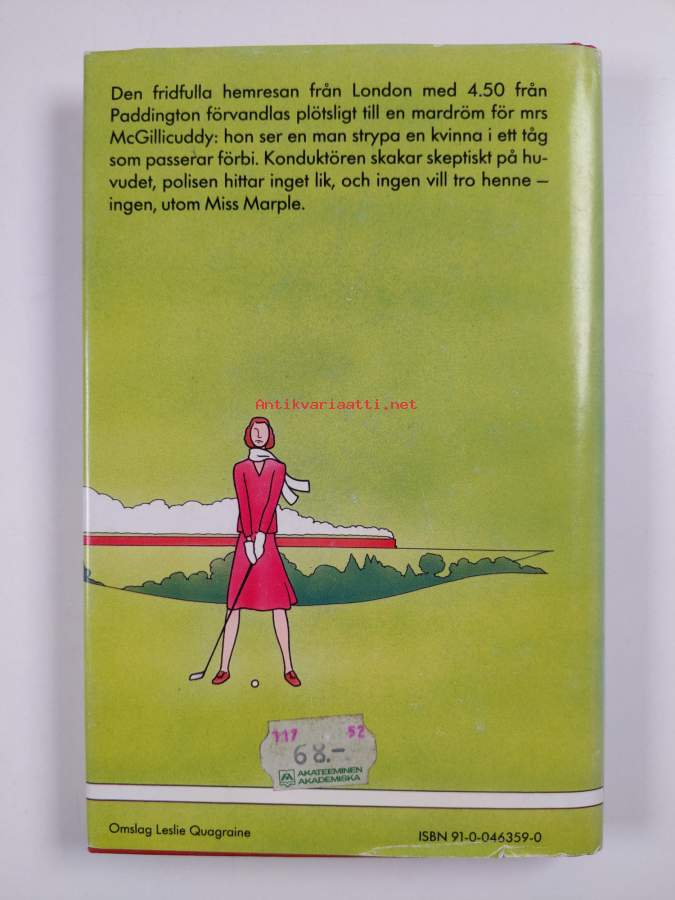 Den fridfulla hemresan från London med 4.50 från
Paddington förvandlas plötsligt till en mardröm för mrs
McGillicuddy: hon ser en man strypa en kvinna i ett tåg
som passerar förbi. Konduktören skakar skeptiskt på hu-
vudet, polisen hittar inget lik, och ingen vill tro henne –
ingen, utom Miss Marple.
Antikvariaatti.net
117 52
68.-
AKATEEMINEN
AKADEMISKA
Omslag Leslie Quagraine
ISBN 91-0-046359-0